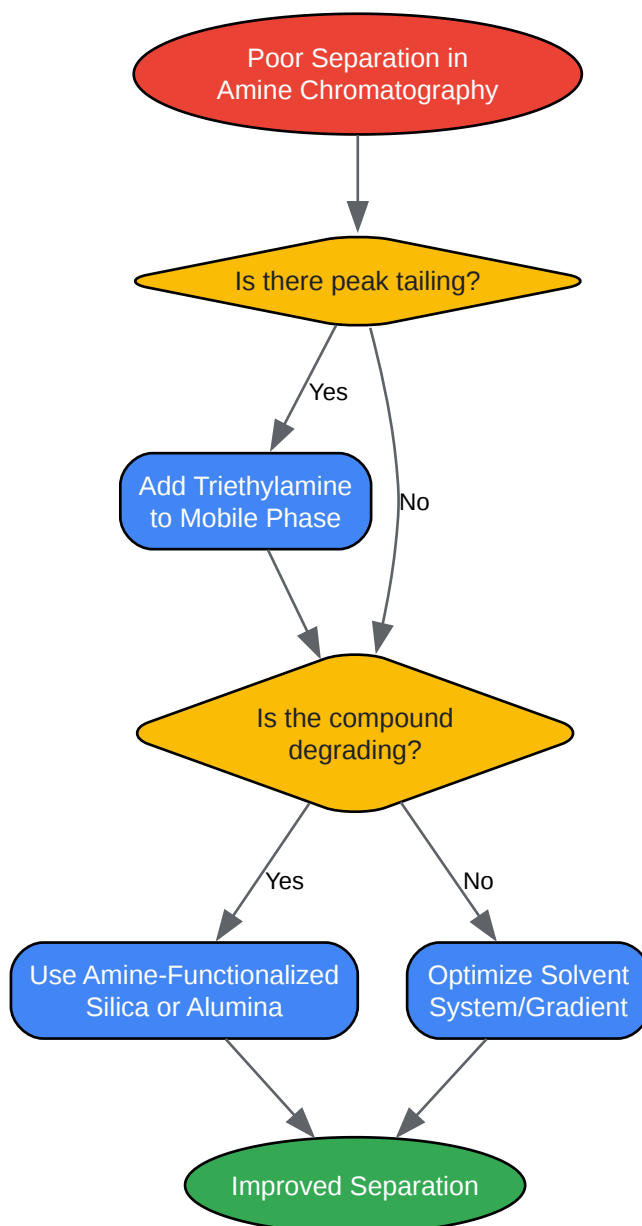 Poor Separation in
Amine Chromatography
Is there peak tailing?
Yes
Add Triethylamine
to Mobile Phase
No
Is the compound
degrading?
Yes
No
Use Amine-Functionalized
Silica or Alumina
Optimize Solvent
System/Gradient
Improved Separation